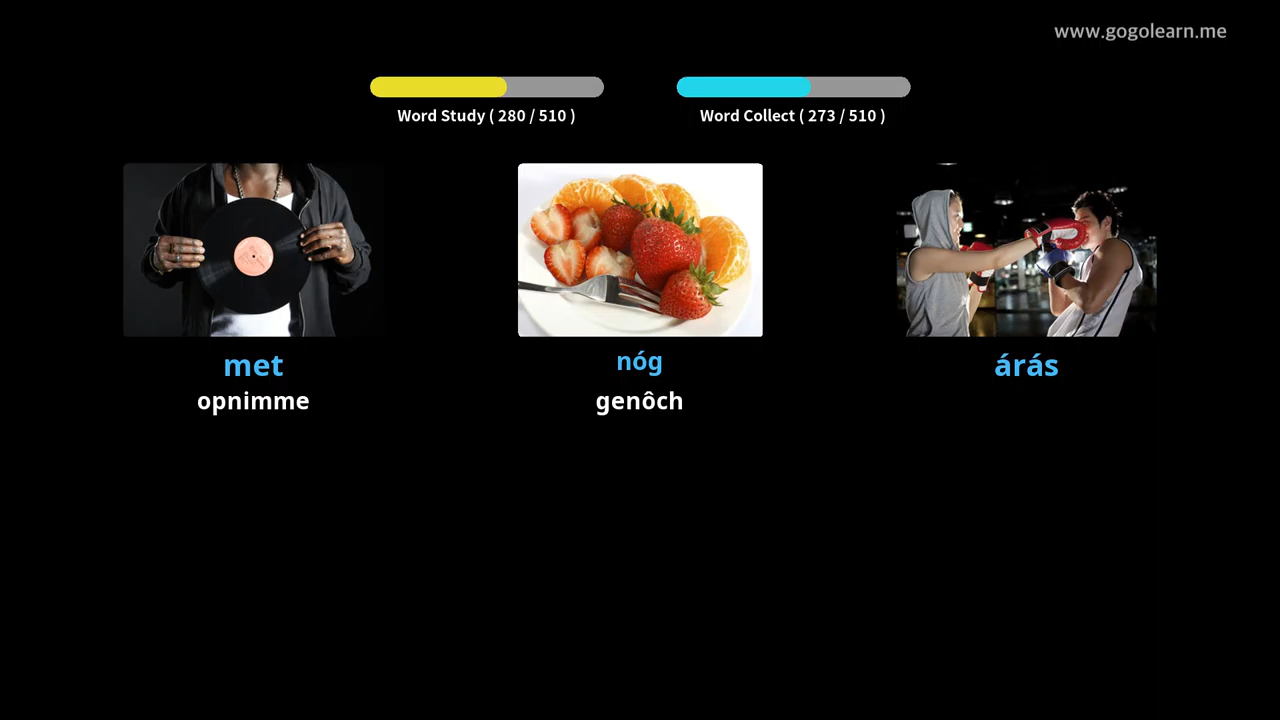 www.gogolearn.me
Word Study ( 280 / 510 )
Word Collect ( 273 / 510 )
met
opnimme
nóg
genôch
árás